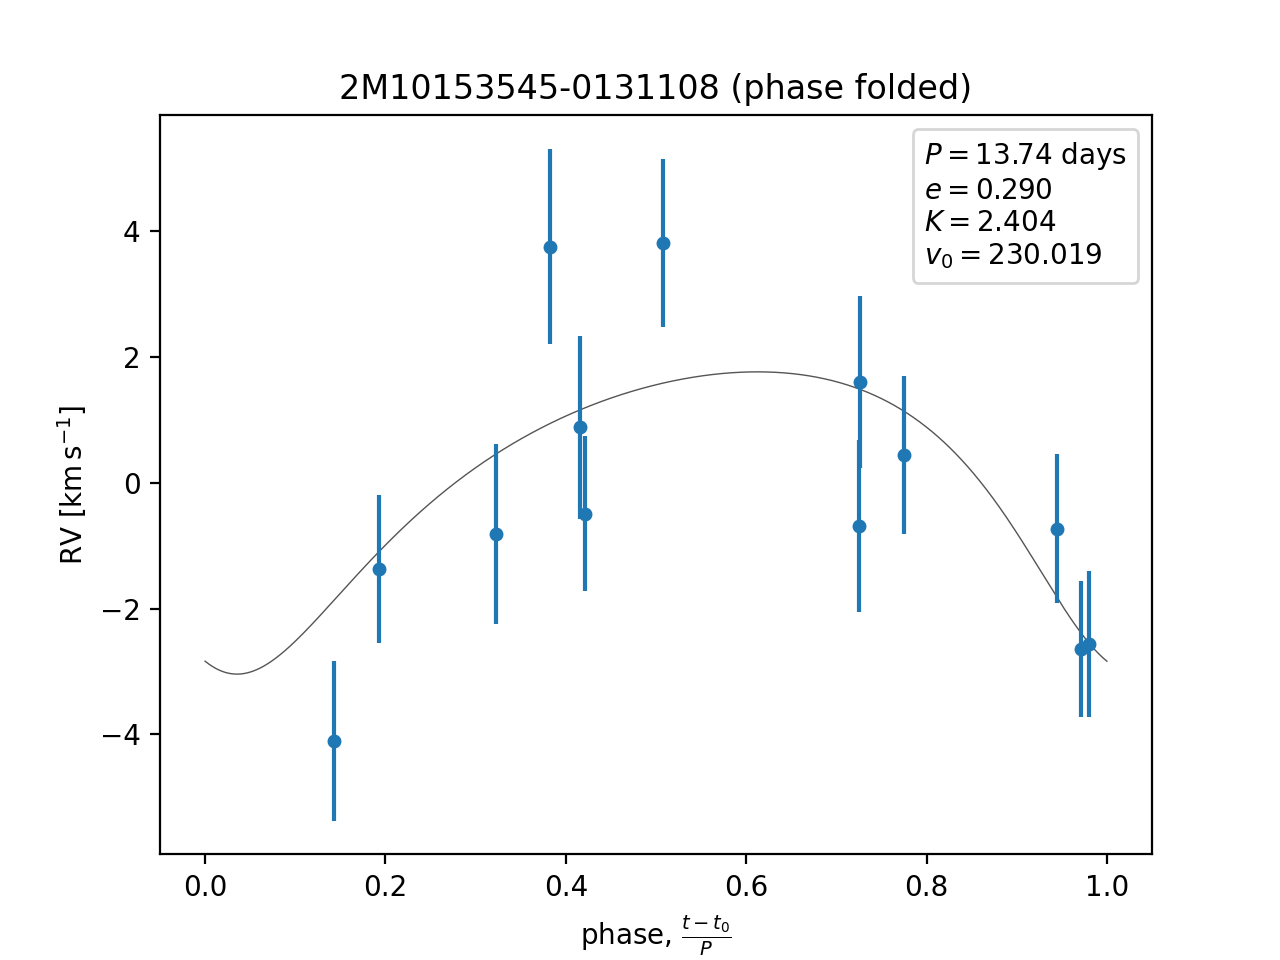 2M10153545-0131108 (phase folded)
P = 13.74 days
e = 0.290
K = 2.404
v₀ = 230.019
4
2
0
−2
−4
RV [km s⁻¹]
0.0 0.2 0.4 0.6 0.8 1.0
phase, (t − t₀)/P